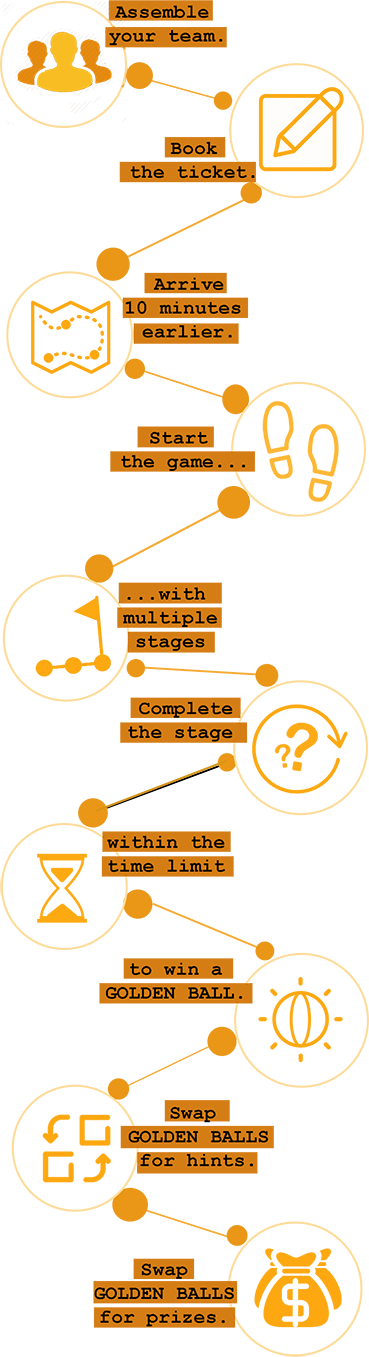 Assemble
your team.
Book
the ticket.
Arrive
10 minutes
earlier.
Start
the game...
...with
multiple
stages
Complete
the stage
within the
time limit
to win a
GOLDEN BALL.
Swap
GOLDEN BALLS
for hints.
Swap
GOLDEN BALLS
for prizes.